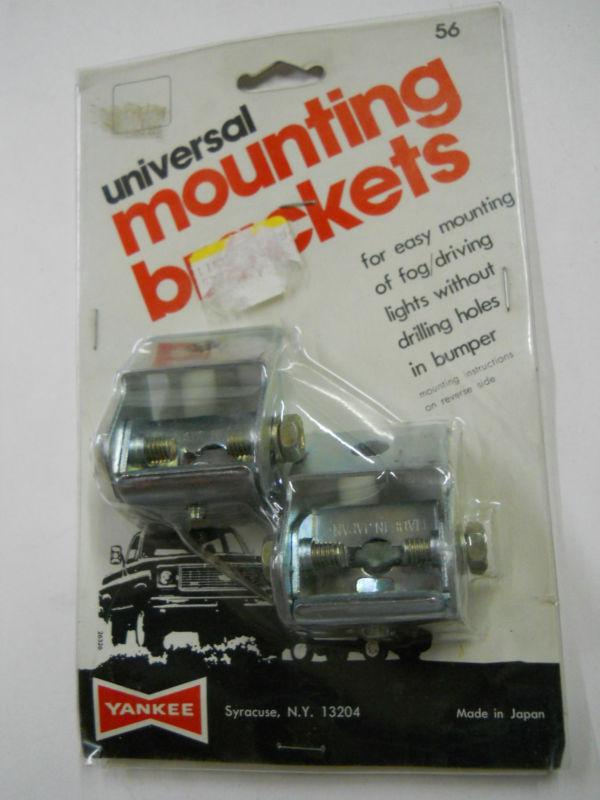 56
universal
mounting
brackets
for easy mounting
of fog/driving
lights without
drilling holes
in bumper
mounting instructions
on reverse side
MADE IN JAPAN
26326
YANKEE
Syracuse, N.Y. 13204
Made in Japan